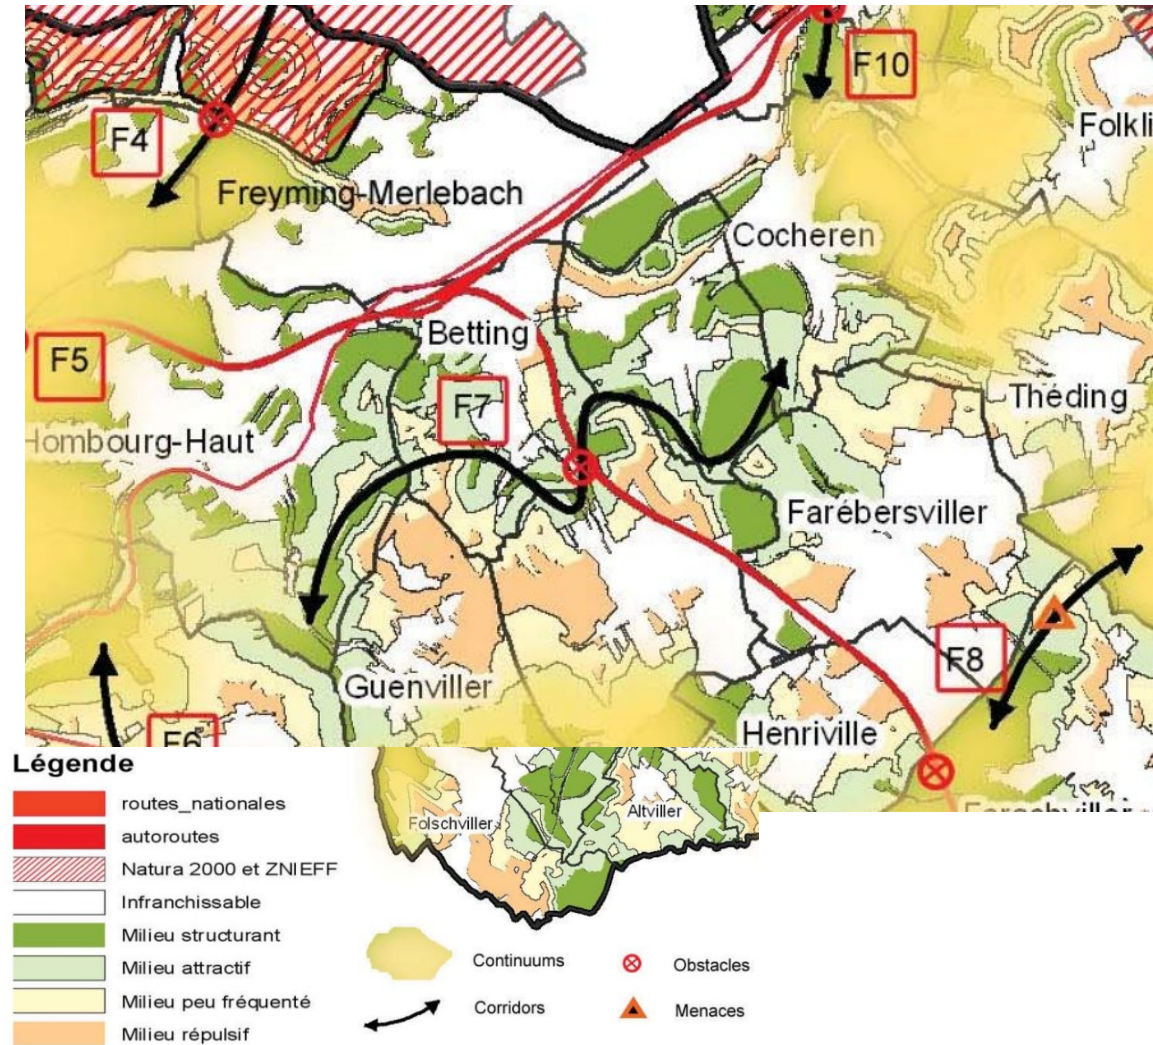 F10
F4
Folkli
Freyming-Merlebach
Cocheren
Betting
F5
F7
Théding
Hombourg-Haut
Farébersviller
F8
Guenviller
F6
Henriville
Légende
routes_nationales
autoroutes
Natura 2000 et ZNIEFF
Infranchissable
Milieu structurant
Milieu attractif
Milieu peu fréquenté
Milieu répulsif
Folschviller
Altviller
Continuums
Obstacles
Corridors
Menaces